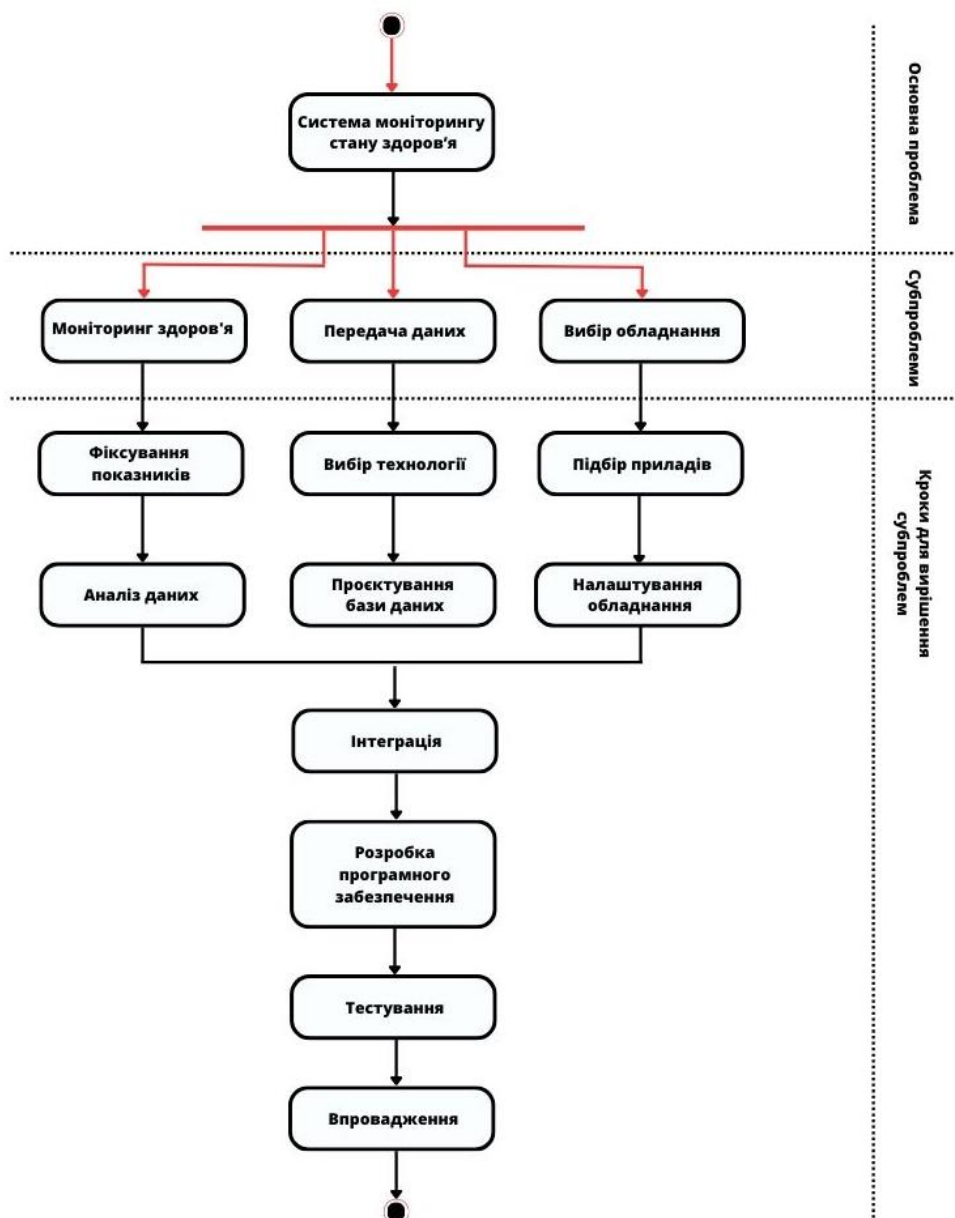 Система моніторингу
стану здоров’я
Основна проблема
Моніторинг здоров'я
Передача даних
Вибір обладнання
Субпроблеми
Фіксування
показників
Вибір технології
Підбір приладів
Аналіз даних
Проєктування
бази даних
Налаштування
обладнання
Кроки для вирішення
субпроблем
Інтеграція
Розробка
програмного
забезпечення
Тестування
Впровадження